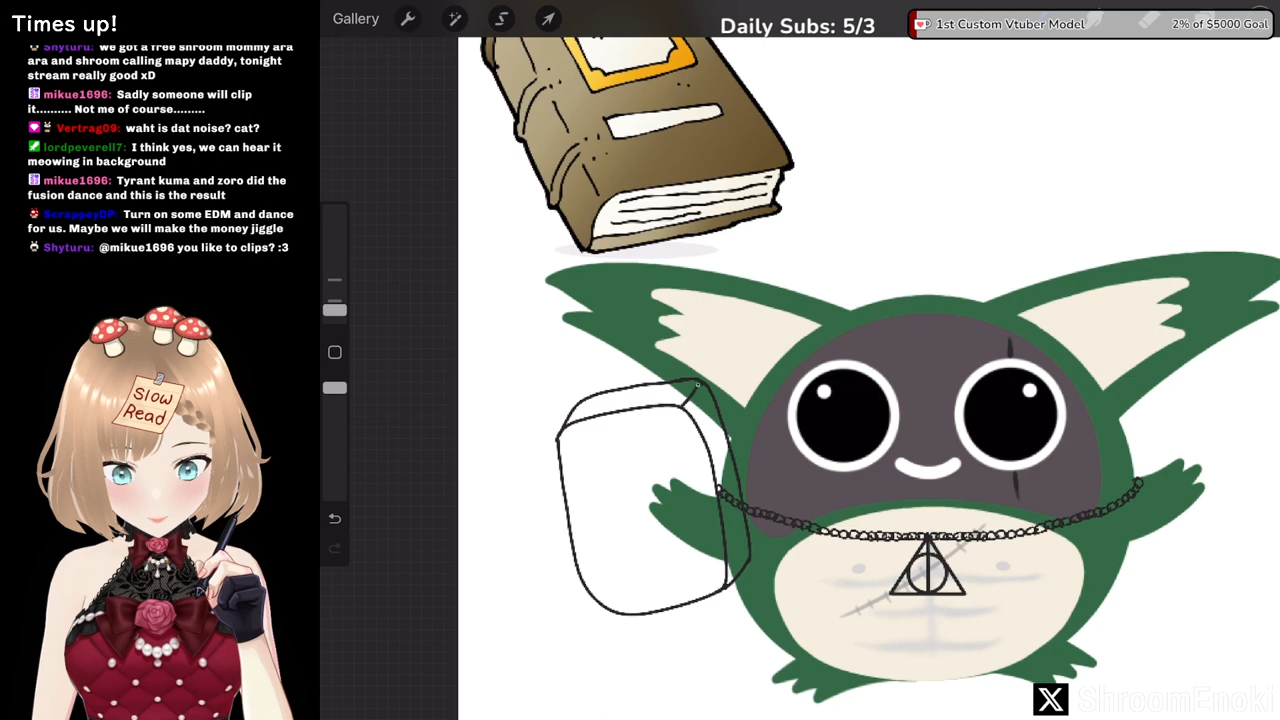 Times up!
Gallery
Daily Subs: 5/3
1st Custom Vtuber Model
2% of $5000 Goal
Shyturu: we got a free shroom mommy ara
ara and shroom calling mapy daddy, tonight
stream really good xD
mikue1696: Sadly someone will clip
it.......... Not me of course.........
Vertrag09: waht is dat noise? cat?
lordpeverell7: I think yes, we can hear it
meowing in background
mikue1696: Tyrant kuma and zoro did the
fusion dance and this is the result
ScrappeyDP: Turn on some EDM and dance
for us. Maybe we will make the money jiggle
Shyturu: @mikue1696 you like to clips? :3
Slow
Read
X ShroomEnoki